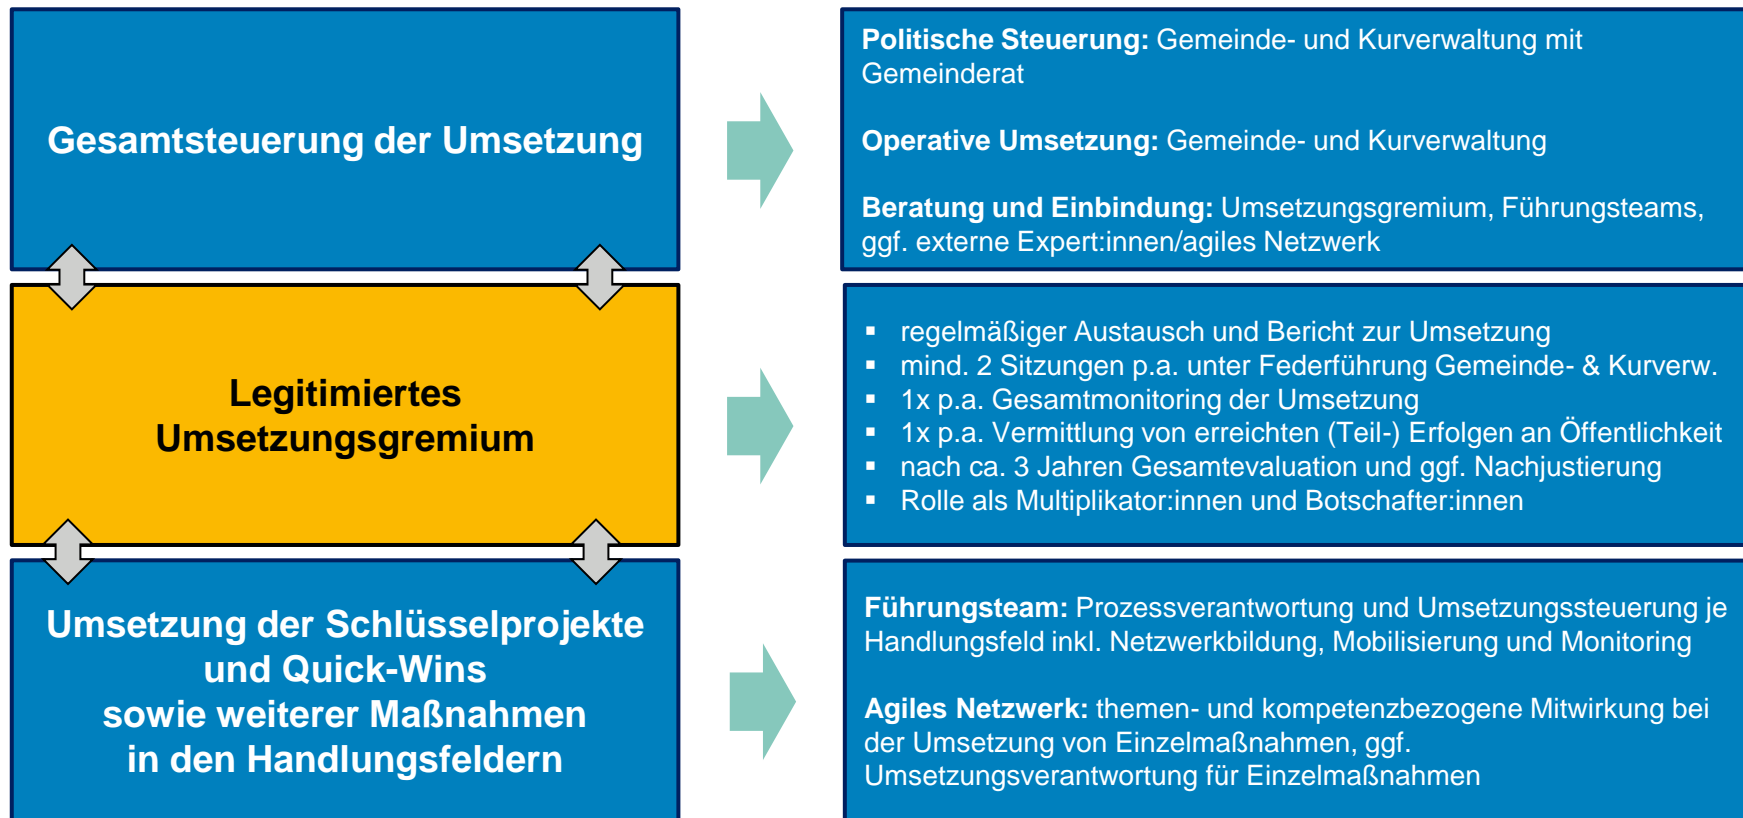 Gesamtsteuerung der Umsetzung
Politische Steuerung: Gemeinde- und Kurverwaltung mit
Gemeinderat
Operative Umsetzung: Gemeinde- und Kurverwaltung
Beratung und Einbindung: Umsetzungsgremium, Führungsteams,
ggf. externe Expert:innen/agiles Netzwerk
Legitimiertes
Umsetzungsgremium
▪ regelmäßiger Austausch und Bericht zur Umsetzung
▪ mind. 2 Sitzungen p.a. unter Federführung Gemeinde- & Kurverw.
▪ 1x p.a. Gesamtmonitoring der Umsetzung
▪ 1x p.a. Vermittlung von erreichten (Teil-) Erfolgen an Öffentlichkeit
▪ nach ca. 3 Jahren Gesamtevaluation und ggf. Nachjustierung
▪ Rolle als Multiplikator:innen und Botschafter:innen
Umsetzung der Schlüsselprojekte
und Quick-Wins
sowie weiterer Maßnahmen
in den Handlungsfeldern
Führungsteam: Prozessverantwortung und Umsetzungssteuerung je
Handlungsfeld inkl. Netzwerkbildung, Mobilisierung und Monitoring
Agiles Netzwerk: themen- und kompetenzbezogene Mitwirkung bei
der Umsetzung von Einzelmaßnahmen, ggf.
Umsetzungsverantwortung für Einzelmaßnahmen